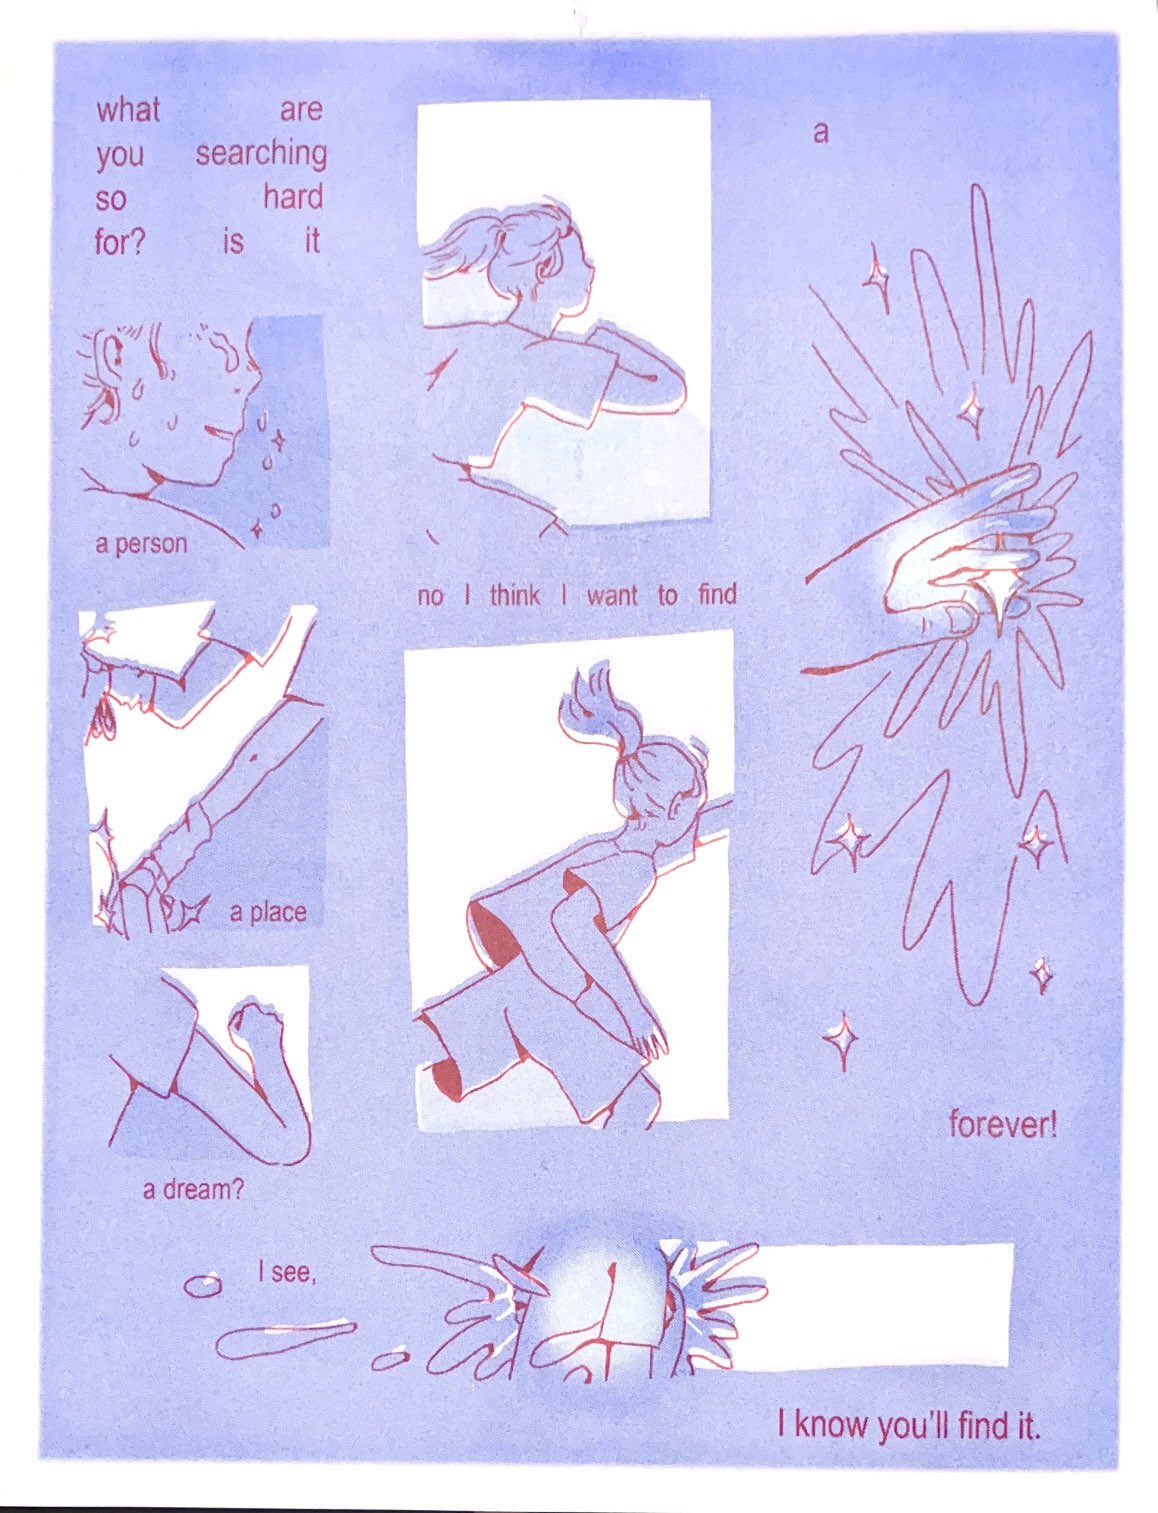 what are
you searching
so hard
for? is it
a person
a place
a dream?
no I think I want to find
a
forever!
I see,
I know you'll find it.